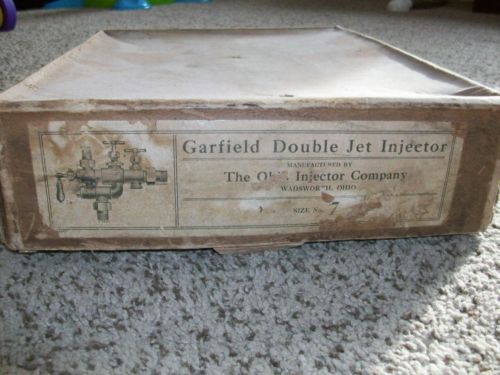 Garfield Double Jet Injector
MANUFACTURED BY
The Injector Company
WADSWORTH, OHIO
SIZE No. 7